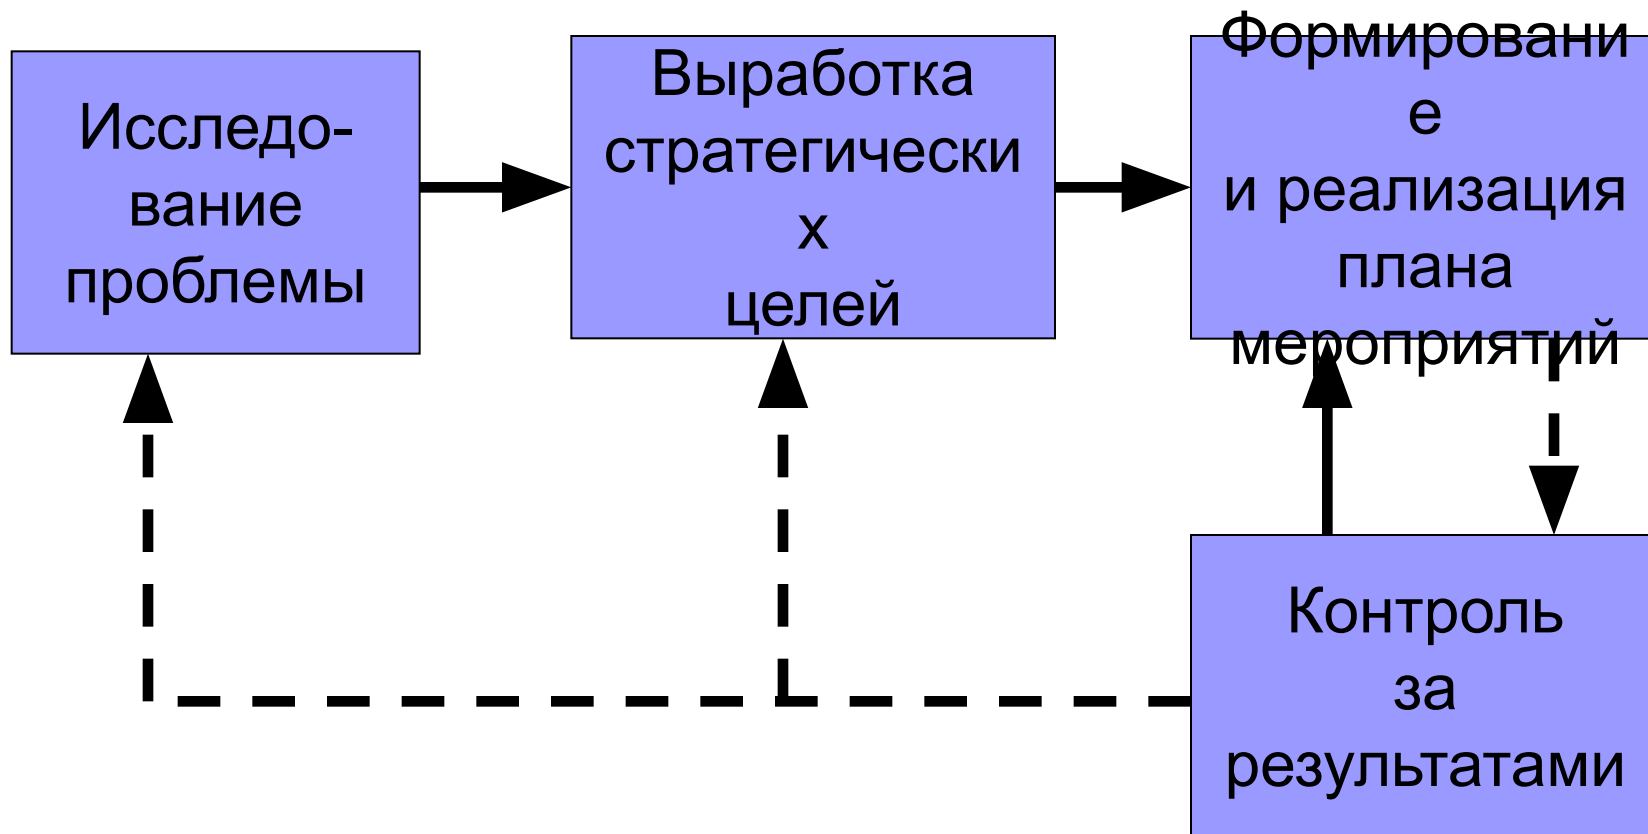 Исследо-
вание
проблемы
Выработка
стратегически
х
целей
Формировани
е
и реализация
плана
мероприятий
Контроль
за
результатами